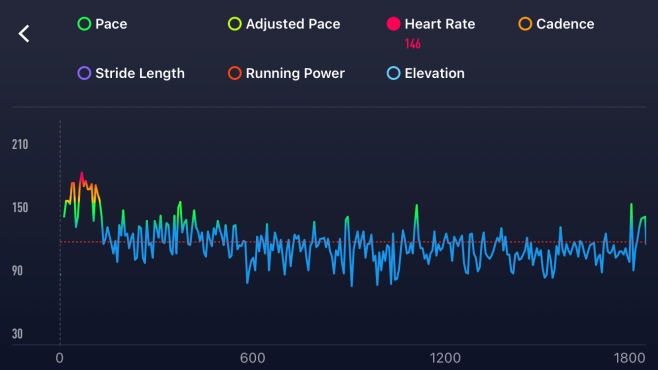 Pace Adjusted Pace Heart Rate Cadence
146
Stride Length Running Power Elevation
210
150
90
30
0 600 1200 1800